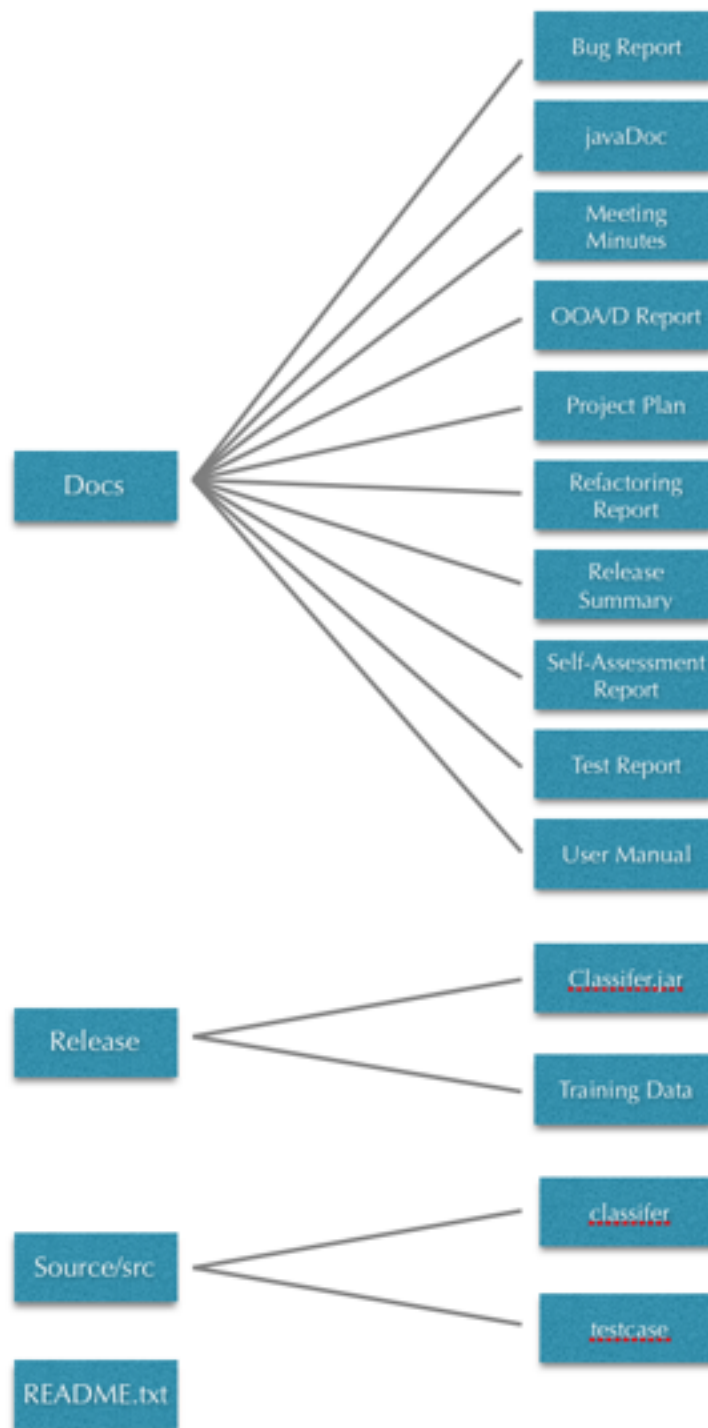 Bug Report
javaDoc
Meeting
Minutes
OOA/D Report
Project Plan
Docs
Refactoring
Report
Release
Summary
Self-Assessment
Report
Test Report
User Manual
Classifer.jar
Release
Training Data
classifer
Source/src
testcase
README.txt